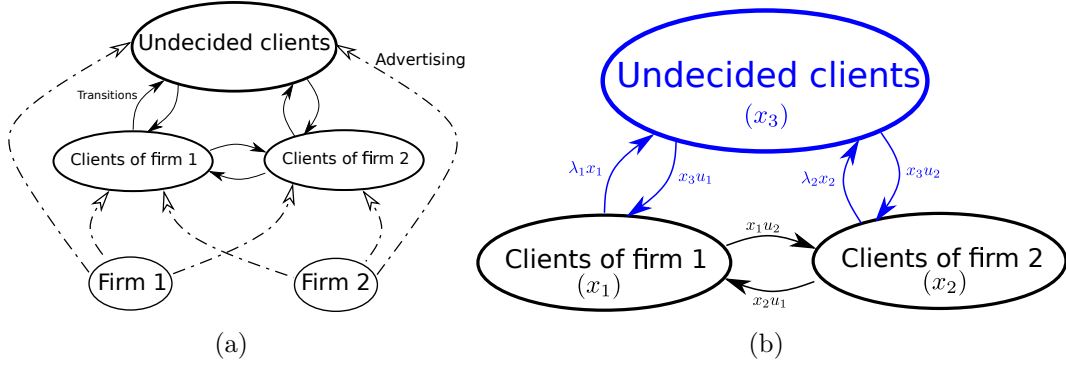 Undecided clients
Advertising
Transitions
Clients of firm 1
Clients of firm 2
Firm 1
Firm 2
(a)
Undecided clients
(x₃)
λ₁x₁
x₃u₁
λ₂x₂
x₃u₂
Clients of firm 1
(x₁)
x₁u₂
x₂u₁
Clients of firm 2
(x₂)
(b)